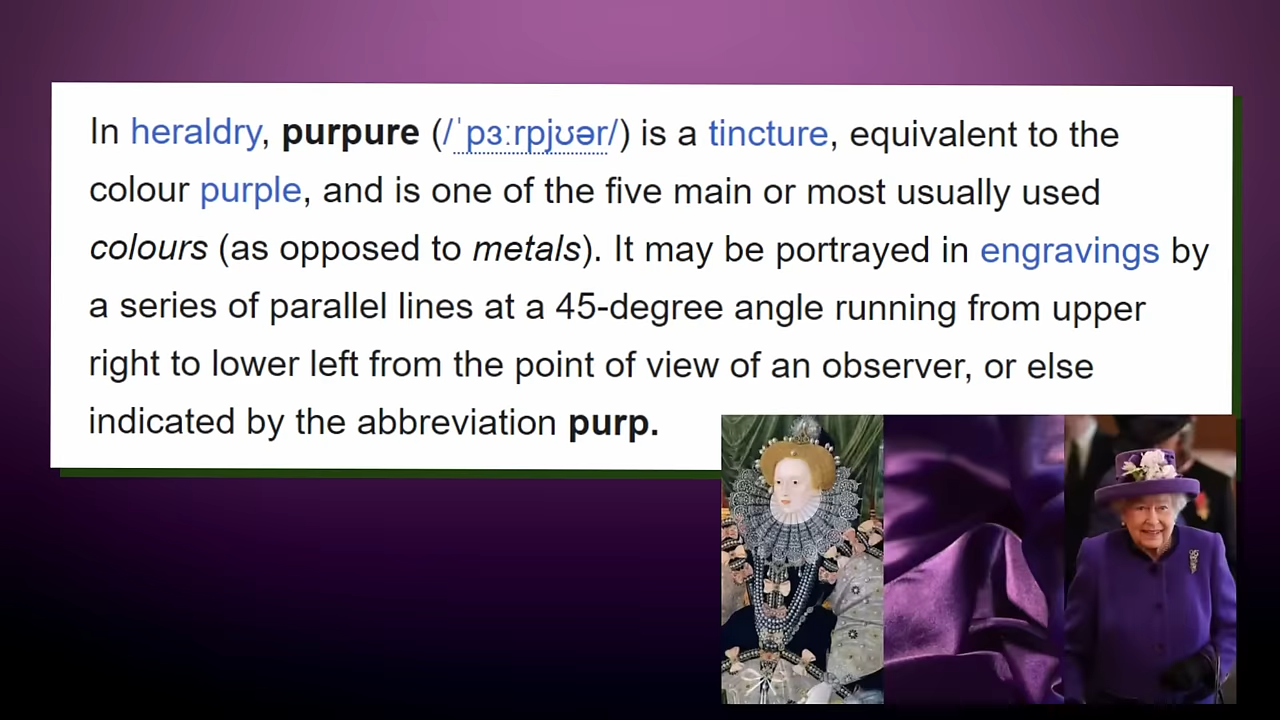 In heraldry, purpure (/ˈpɜːrpjʊər/) is a tincture, equivalent to the
colour purple, and is one of the five main or most usually used
colours (as opposed to metals). It may be portrayed in engravings by
a series of parallel lines at a 45-degree angle running from upper
right to lower left from the point of view of an observer, or else
indicated by the abbreviation purp.